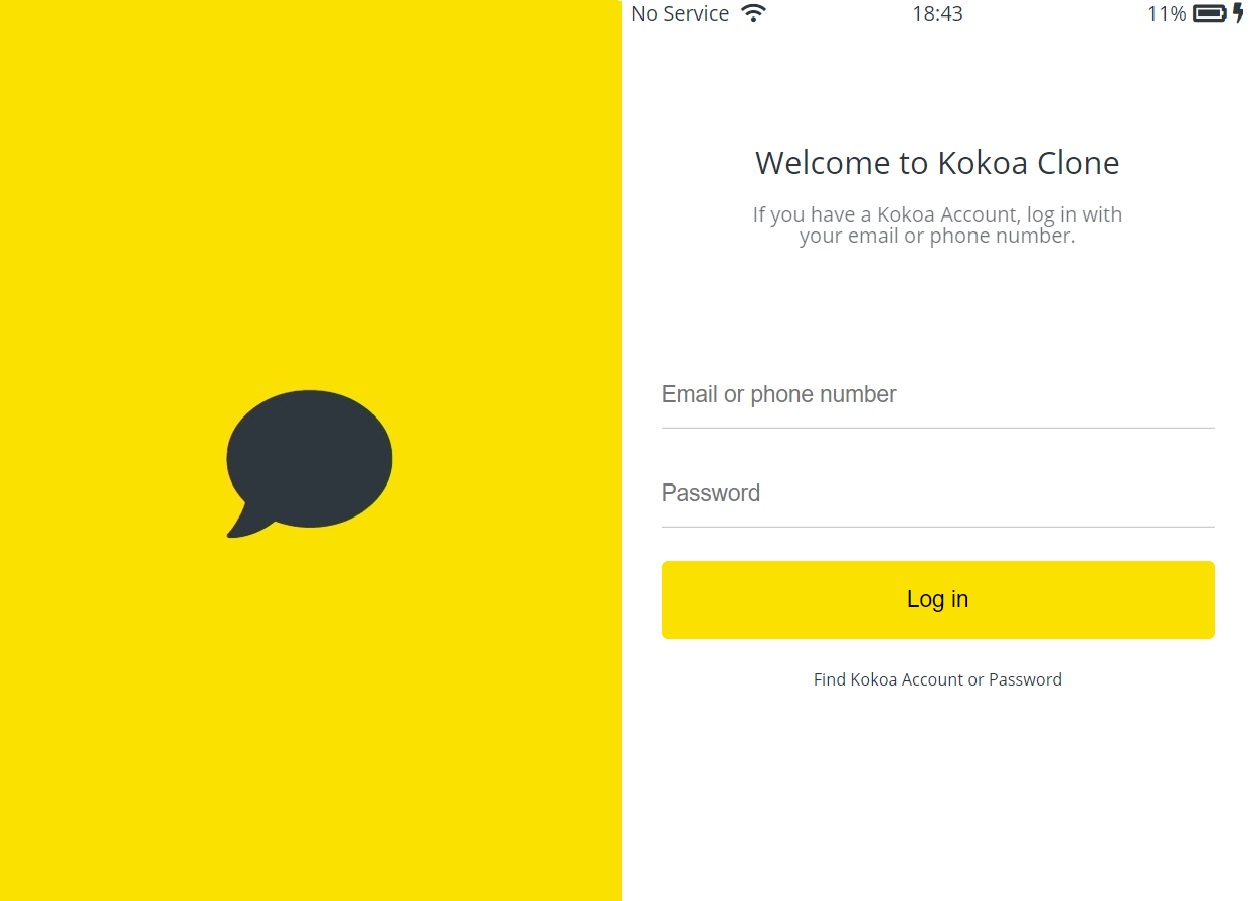 No Service 18:43 11%
Welcome to Kokoa Clone
If you have a Kokoa Account, log in with
your email or phone number.
Email or phone number
Password
Log in
Find Kokoa Account or Password